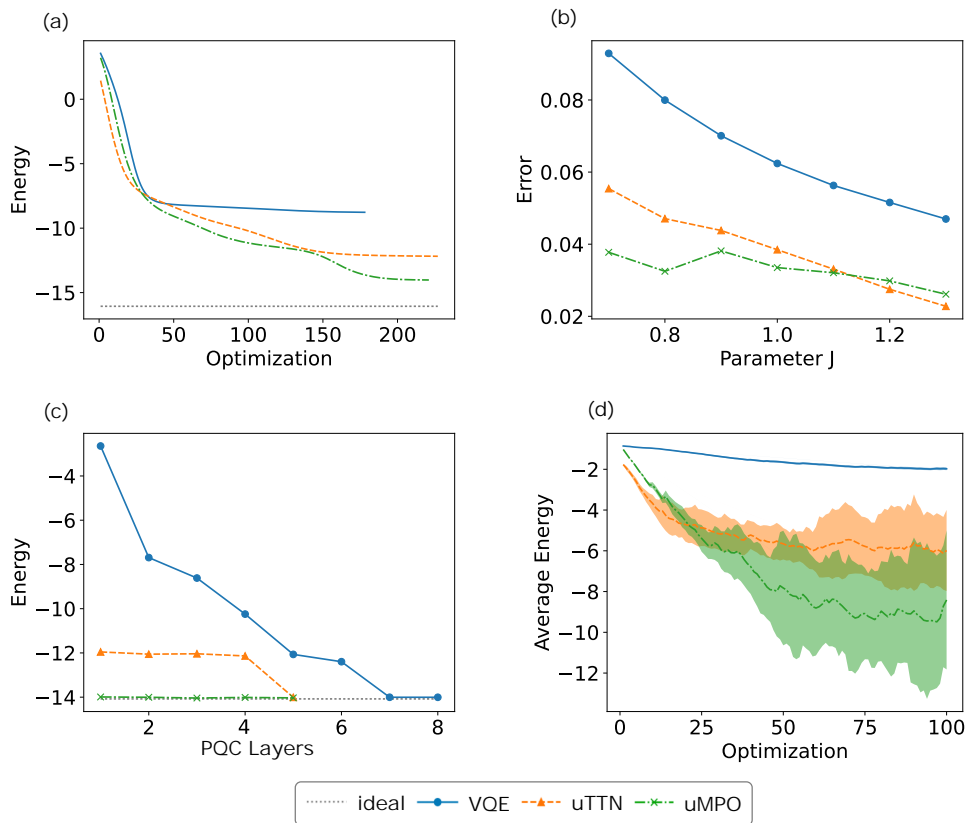 (a)
0
−5
−10
−15
Energy
0 50 100 150 200
Optimization
(b)
0.08
0.06
0.04
0.02
Error
0.8 1.0 1.2
Parameter J
(c)
−4
−6
−8
−10
−12
−14
Energy
2 4 6 8
PQC Layers
(d)
−2
−4
−6
−8
−10
−12
Average Energy
0 25 50 75 100
Optimization
ideal VQE uTTN uMPO